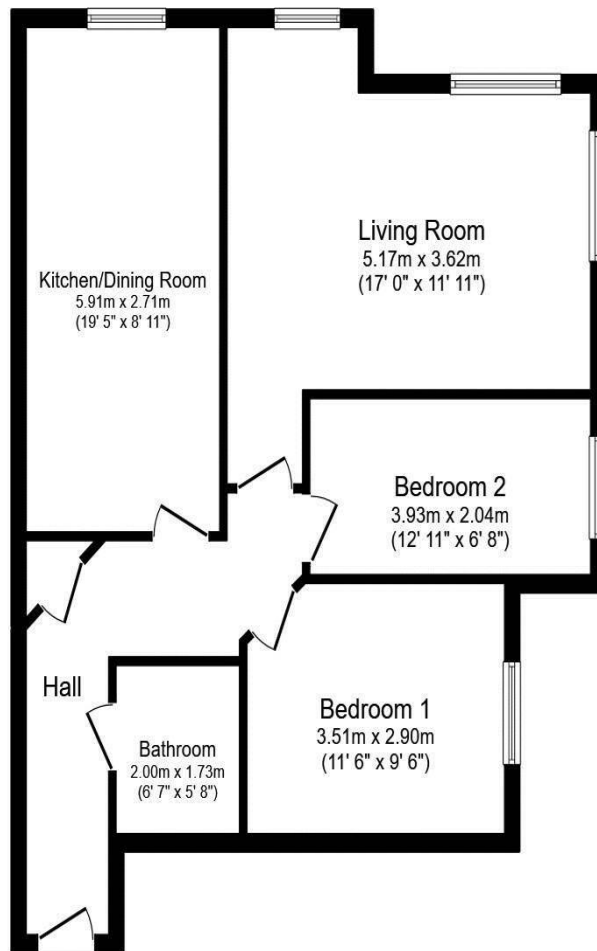 Living Room
5.17m x 3.62m
(17' 0" x 11' 11")
Kitchen/Dining Room
5.91m x 2.71m
(19' 5" x 8' 11")
Bedroom 2
3.93m x 2.04m
(12' 11" x 6' 8")
Hall
Bedroom 1
3.51m x 2.90m
(11' 6" x 9' 6")
Bathroom
2.00m x 1.73m
(6' 7" x 5' 8")